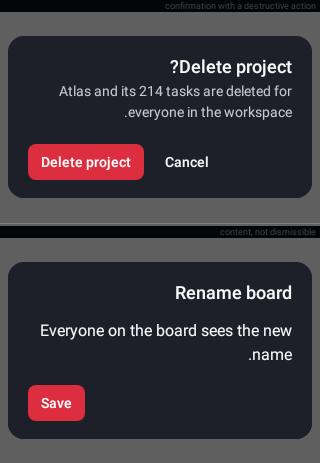 confirmation with a destructive action
?Delete project
Atlas and its 214 tasks are deleted for
.everyone in the workspace
Delete project
Cancel
content, not dismissible
Rename board
Everyone on the board sees the new
.name
Save